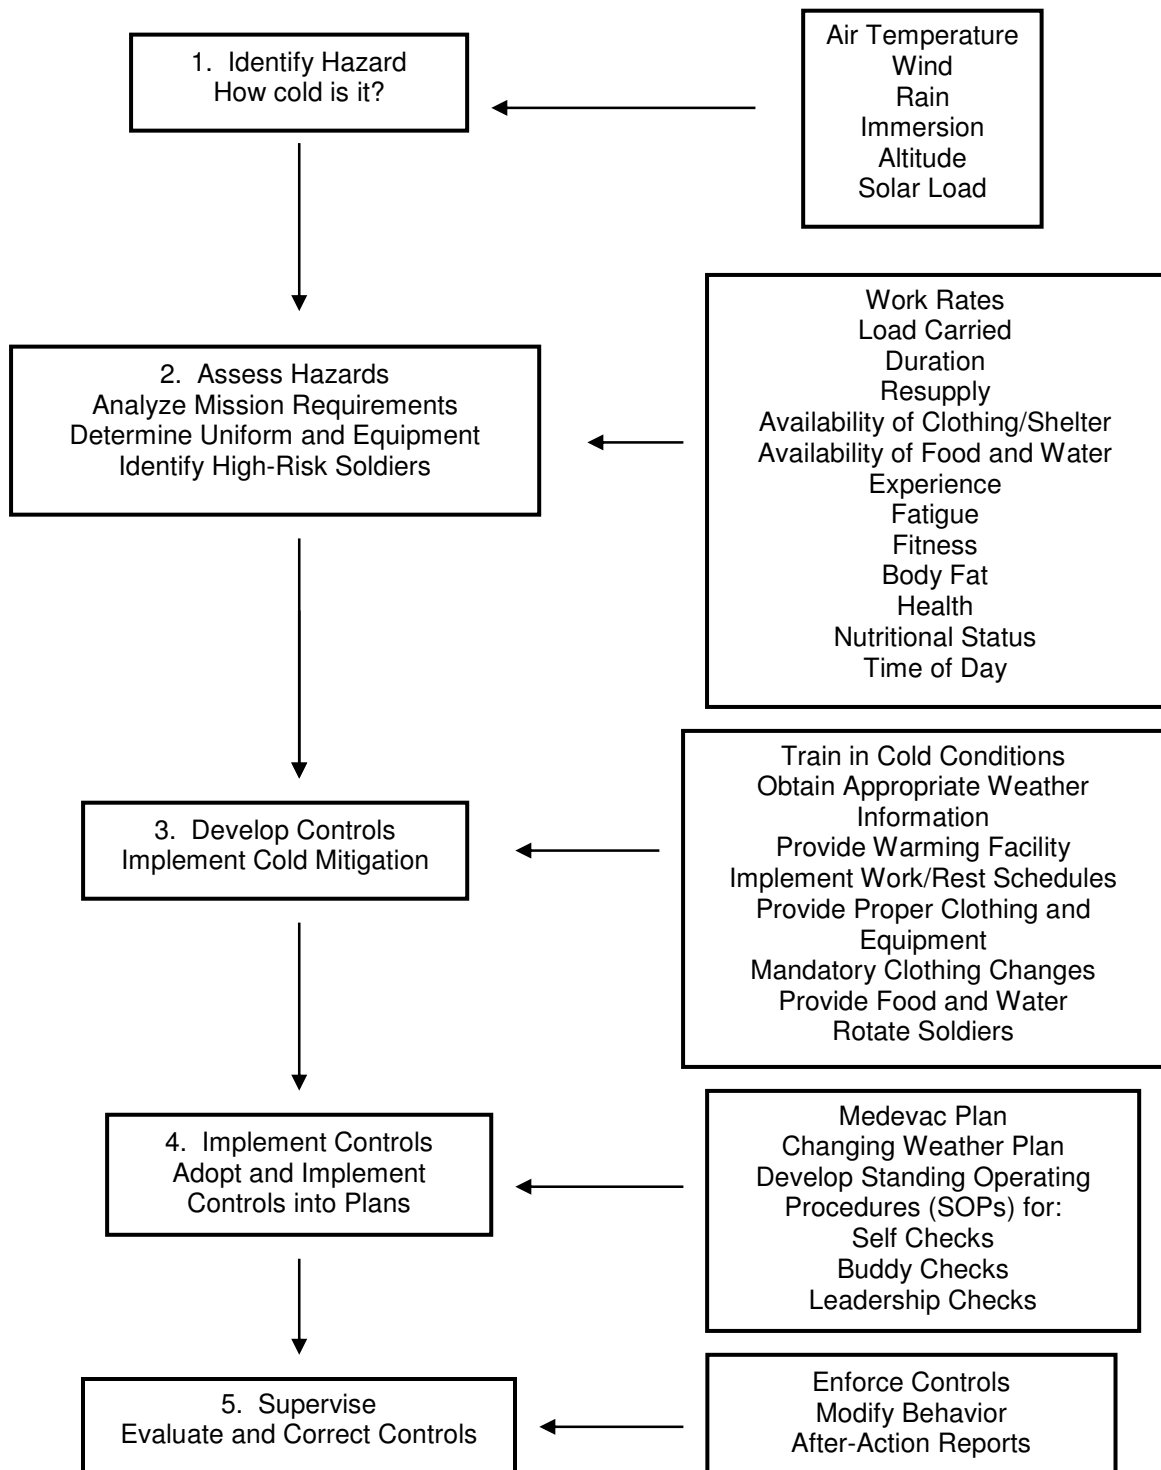 1. Identify Hazard
How cold is it?
Air Temperature
Wind
Rain
Immersion
Altitude
Solar Load
2. Assess Hazards
Analyze Mission Requirements
Determine Uniform and Equipment
Identify High-Risk Soldiers
Work Rates
Load Carried
Duration
Resupply
Availability of Clothing/Shelter
Availability of Food and Water
Experience
Fatigue
Fitness
Body Fat
Health
Nutritional Status
Time of Day
3. Develop Controls
Implement Cold Mitigation
Train in Cold Conditions
Obtain Appropriate Weather
Information
Provide Warming Facility
Implement Work/Rest Schedules
Provide Proper Clothing and
Equipment
Mandatory Clothing Changes
Provide Food and Water
Rotate Soldiers
4. Implement Controls
Adopt and Implement
Controls into Plans
Medevac Plan
Changing Weather Plan
Develop Standing Operating
Procedures (SOPs) for:
Self Checks
Buddy Checks
Leadership Checks
5. Supervise
Evaluate and Correct Controls
Enforce Controls
Modify Behavior
After-Action Reports